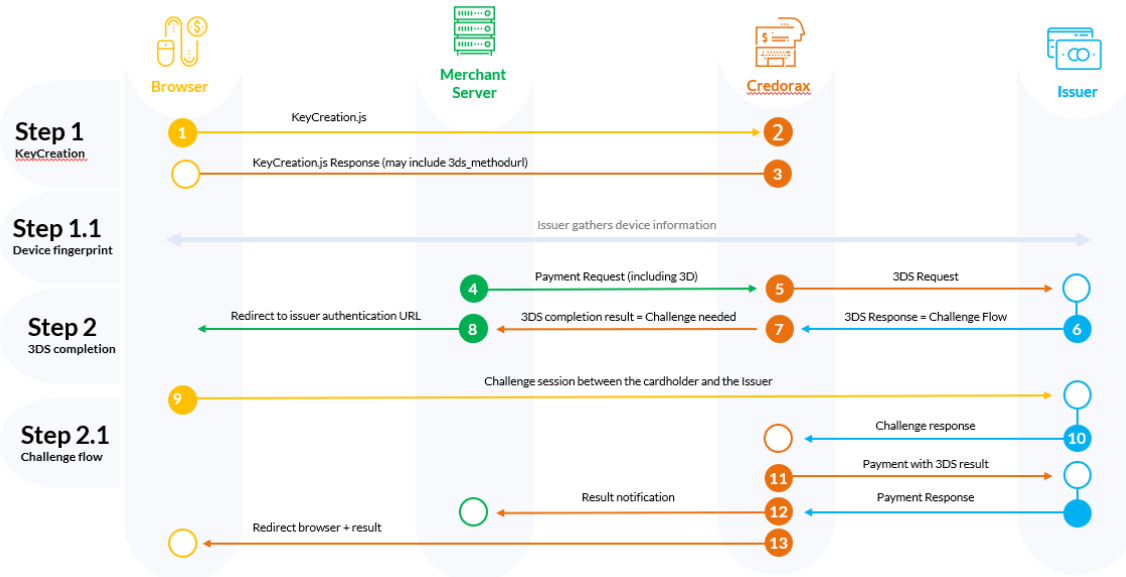 Browser
Merchant
Server
Credorax
Issuer
Step 1
KeyCreation
KeyCreation.js
1
2
KeyCreation.js Response (may include 3ds_methodurl)
3
Step 1.1
Device fingerprint
Issuer gathers device information
Step 2
3DS completion
4
Payment Request (including 3D)
5
3DS Request
Redirect to issuer authentication URL
8
3DS completion result = Challenge needed
7
3DS Response = Challenge Flow
6
Step 2.1
Challenge flow
9
Challenge session between the cardholder and the Issuer
Challenge response
10
11
Payment with 3DS result
Result notification
12
Payment Response
Redirect browser + result
13